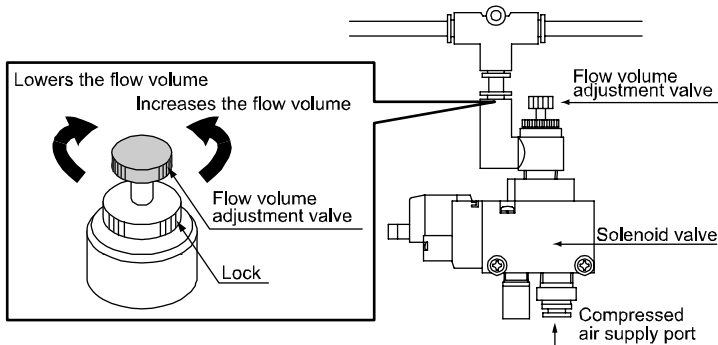 Lowers the flow volume
Increases the flow volume
Flow volume
adjustment valve
Lock
Flow volume
adjustment valve
Solenoid valve
Compressed
air supply port